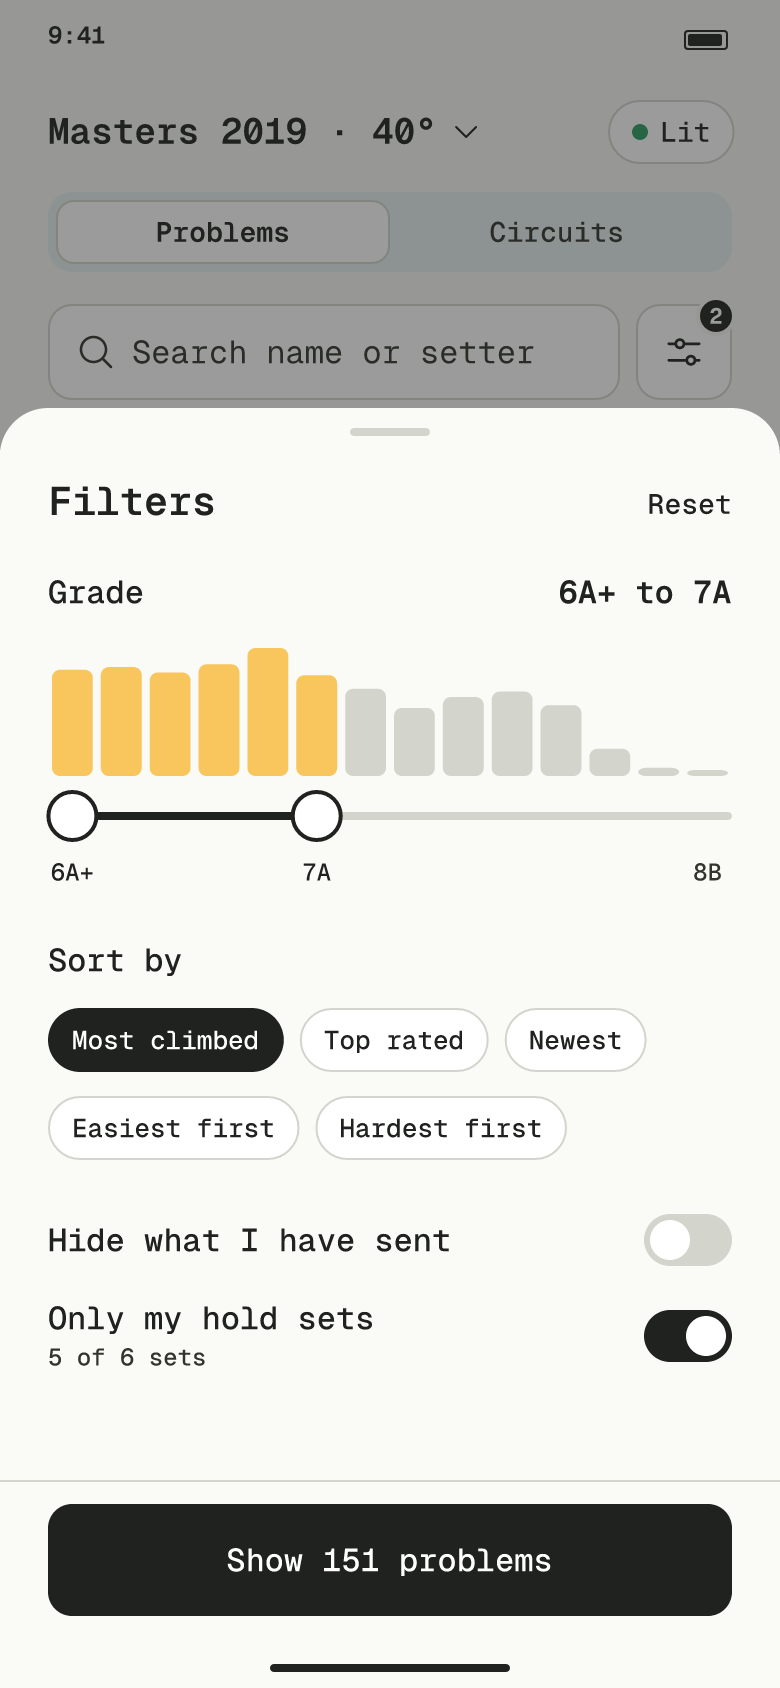 9:41
Masters 2019 · 40°
Lit
Problems
Circuits
Search name or setter
2
Filters
Reset
Grade
6A+ to 7A
6A+
7A
8B
Sort by
Most climbed
Top rated
Newest
Easiest first
Hardest first
Hide what I have sent
Only my hold sets
5 of 6 sets
Show 151 problems